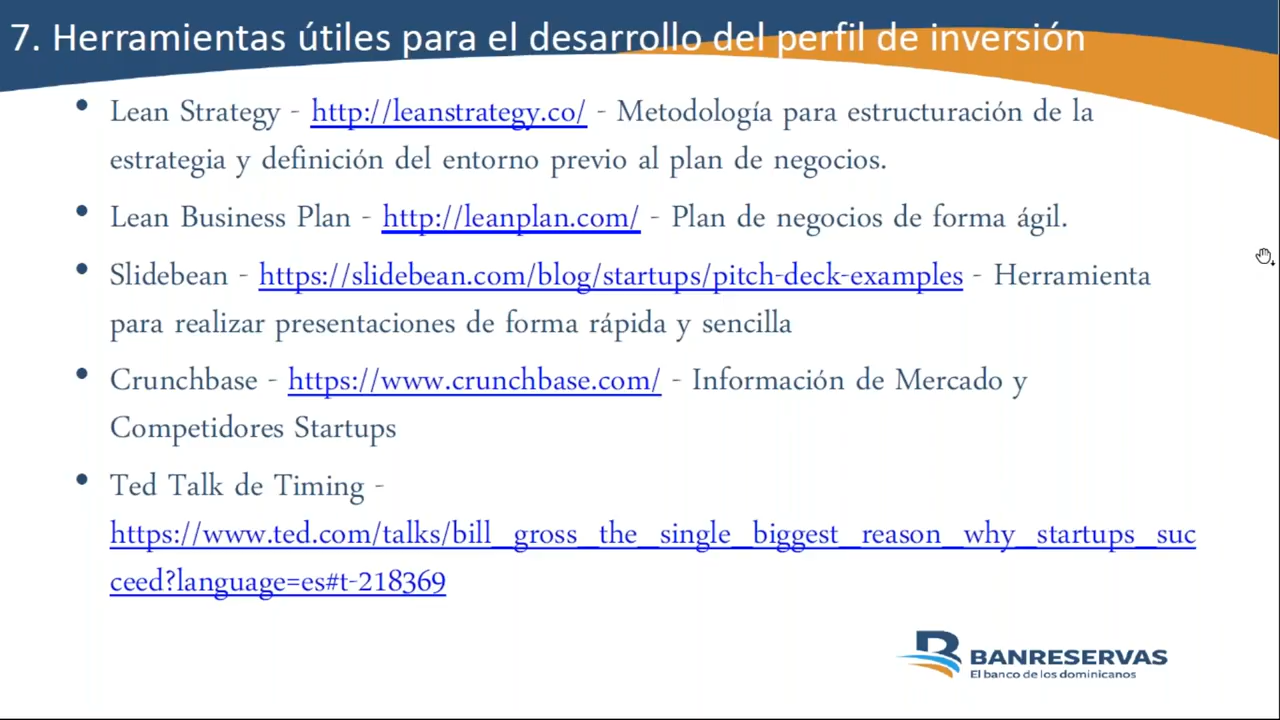 7. Herramientas útiles para el desarrollo del perfil de inversión
• Lean Strategy - http://leanstrategy.co/ - Metodología para estructuración de la
estrategia y definición del entorno previo al plan de negocios.
• Lean Business Plan - http://leanplan.com/ - Plan de negocios de forma ágil.
• Slidebean - https://slidebean.com/blog/startups/pitch-deck-examples - Herramienta
para realizar presentaciones de forma rápida y sencilla
• Crunchbase - https://www.crunchbase.com/ - Información de Mercado y
Competidores Startups
• Ted Talk de Timing -
https://www.ted.com/talks/bill_gross_the_single_biggest_reason_why_startups_suc
ceed?language=es#t-218369
BANRESERVAS
El banco de los dominicanos